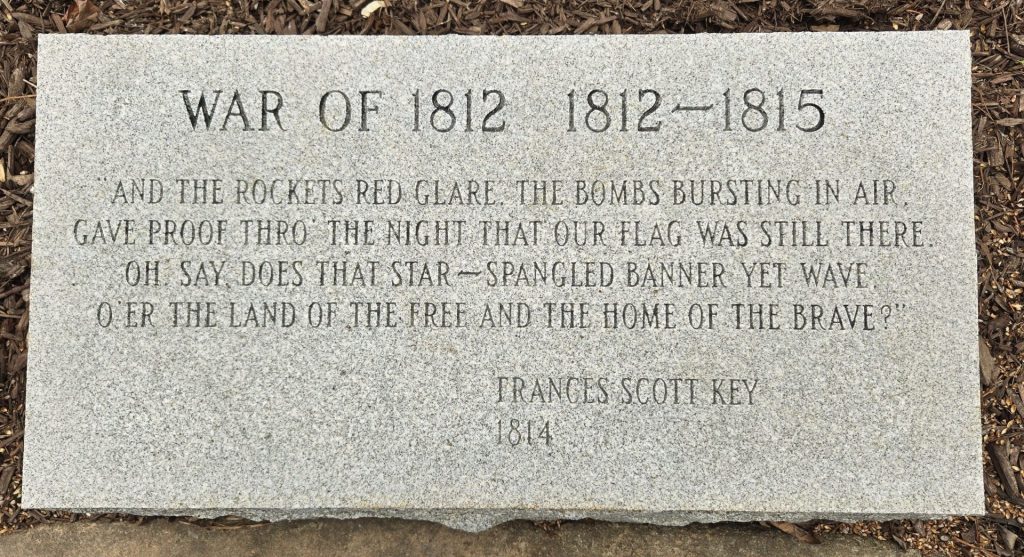 WAR OF 1812 1812—1815
"AND THE ROCKETS RED GLARE, THE BOMBS BURSTING IN AIR,
GAVE PROOF THRO' THE NIGHT THAT OUR FLAG WAS STILL THERE.
OH' SAY, DOES THAT STAR—SPANGLED BANNER YET WAVE,
O'ER THE LAND OF THE FREE AND THE HOME OF THE BRAVE?"
FRANCES SCOTT KEY
1814